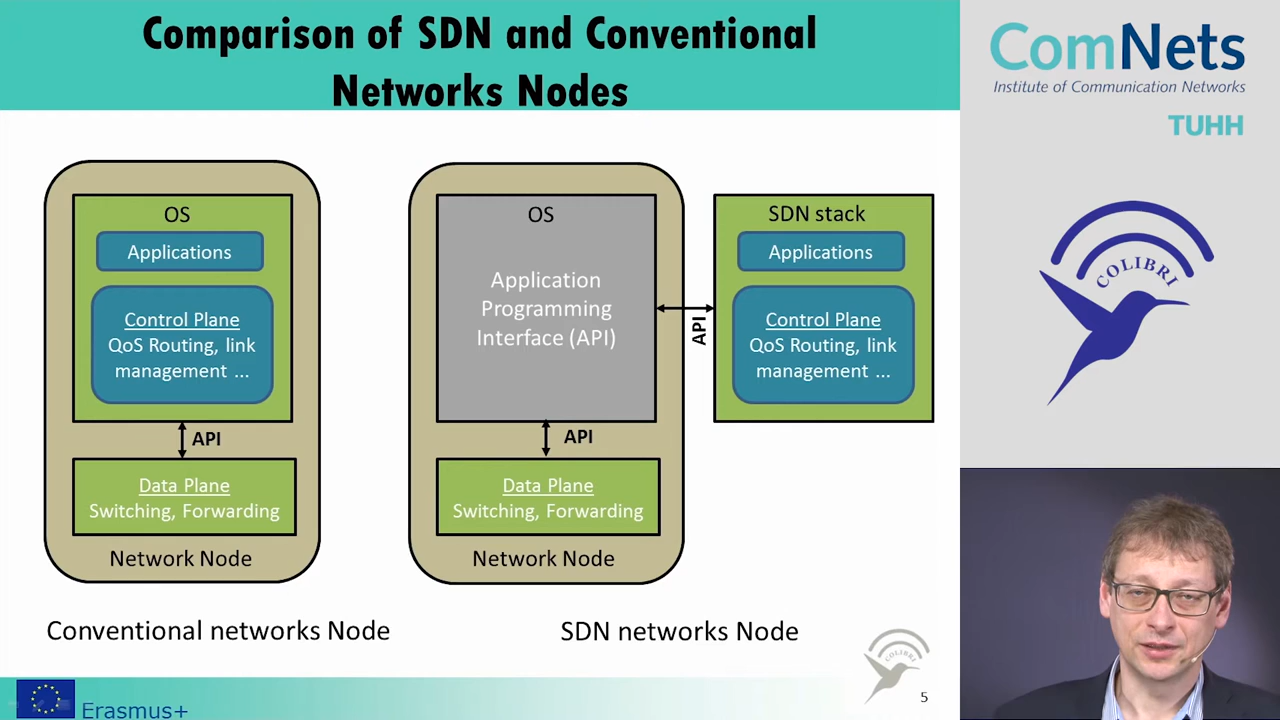 Comparison of SDN and Conventional
Networks Nodes
OS
Applications
Control Plane
QoS Routing, link
management ...
API
Data Plane
Switching, Forwarding
Network Node
Conventional networks Node
OS
Application
Programming
Interface (API)
API
Data Plane
Switching, Forwarding
Network Node
API
SDN stack
Applications
Control Plane
QoS Routing, link
management ...
SDN networks Node
COLIBRI
Erasmus+
5
ComNets
Institute of Communication Networks
TUHH
COLIBRI